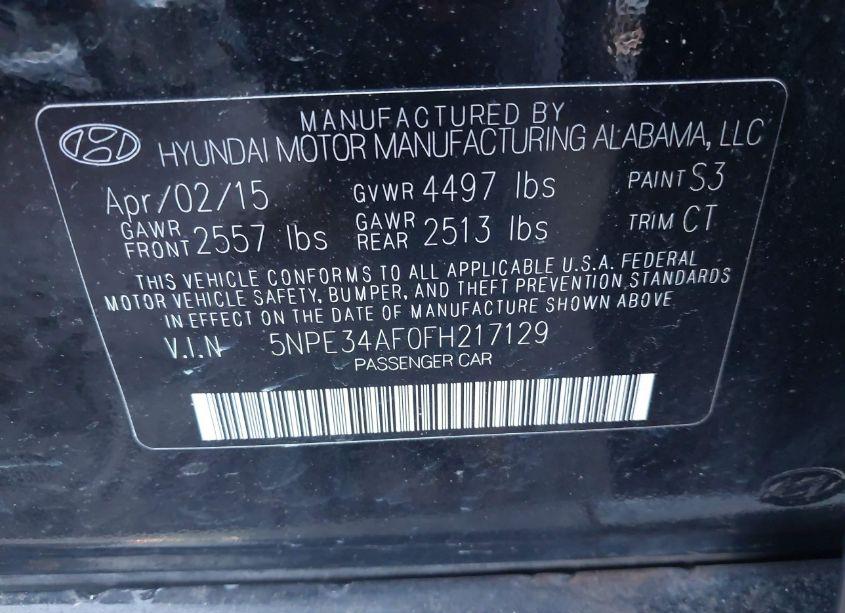 MANUFACTURED BY
HYUNDAI MOTOR MANUFACTURING ALABAMA, LLC
Apr/02/15 GVWR 4497 lbs PAINT S3
GAWR FRONT 2557 lbs GAWR REAR 2513 lbs TRIM CT
THIS VEHICLE CONFORMS TO ALL APPLICABLE U.S.A. FEDERAL
MOTOR VEHICLE SAFETY, BUMPER, AND THEFT PREVENTION STANDARDS
IN EFFECT ON THE DATE OF MANUFACTURE SHOWN ABOVE
V.I.N 5NPE34AF0FH217129
PASSENGER CAR